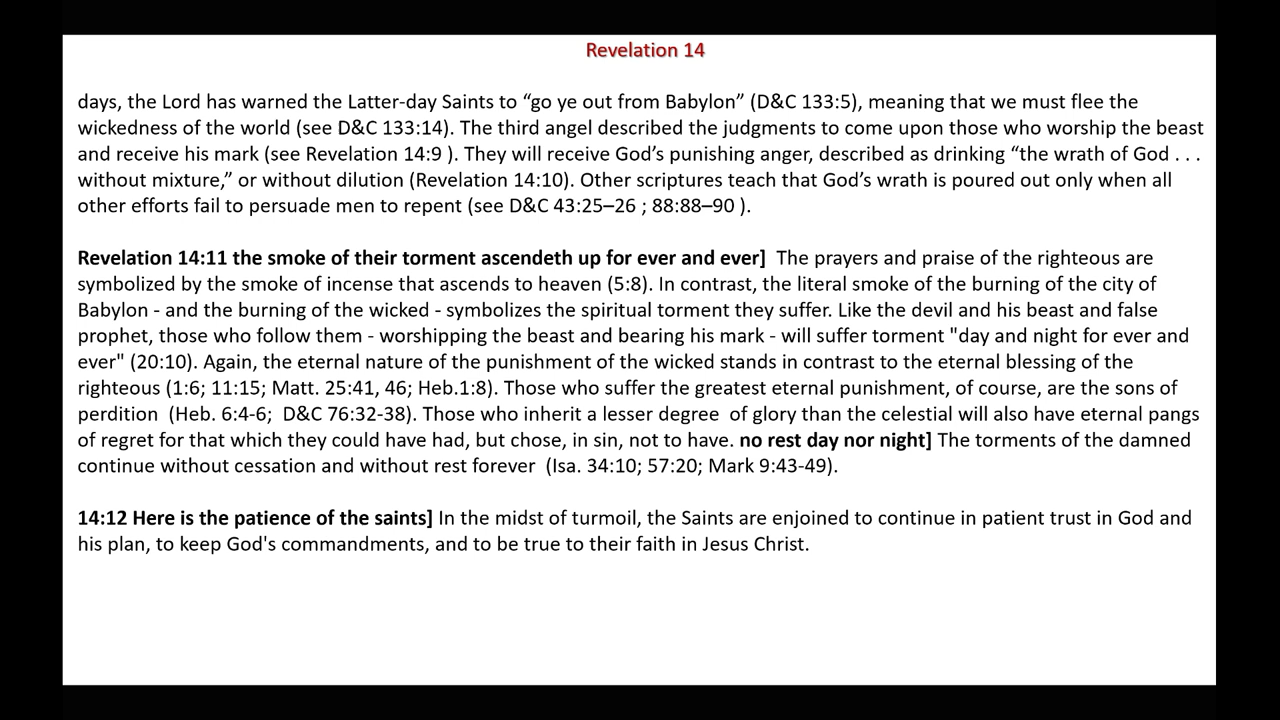 Revelation 14
days, the Lord has warned the Latter-day Saints to “go ye out from Babylon” (D&C 133:5), meaning that we must flee the
wickedness of the world (see D&C 133:14). The third angel described the judgments to come upon those who worship the beast
and receive his mark (see Revelation 14:9 ). They will receive God’s punishing anger, described as drinking “the wrath of God . . .
without mixture,” or without dilution (Revelation 14:10). Other scriptures teach that God’s wrath is poured out only when all
other efforts fail to persuade men to repent (see D&C 43:25–26 ; 88:88–90 ).
Revelation 14:11 the smoke of their torment ascendeth up for ever and ever]  The prayers and praise of the righteous are
symbolized by the smoke of incense that ascends to heaven (5:8). In contrast, the literal smoke of the burning of the city of
Babylon - and the burning of the wicked - symbolizes the spiritual torment they suffer. Like the devil and his beast and false
prophet, those who follow them - worshipping the beast and bearing his mark - will suffer torment "day and night for ever and
ever" (20:10). Again, the eternal nature of the punishment of the wicked stands in contrast to the eternal blessing of the
righteous (1:6; 11:15; Matt. 25:41, 46; Heb.1:8). Those who suffer the greatest eternal punishment, of course, are the sons of
perdition  (Heb. 6:4-6;  D&C 76:32-38). Those who inherit a lesser degree  of glory than the celestial will also have eternal pangs
of regret for that which they could have had, but chose, in sin, not to have. no rest day nor night] The torments of the damned
continue without cessation and without rest forever  (Isa. 34:10; 57:20; Mark 9:43-49).
14:12 Here is the patience of the saints] In the midst of turmoil, the Saints are enjoined to continue in patient trust in God and
his plan, to keep God's commandments, and to be true to their faith in Jesus Christ.